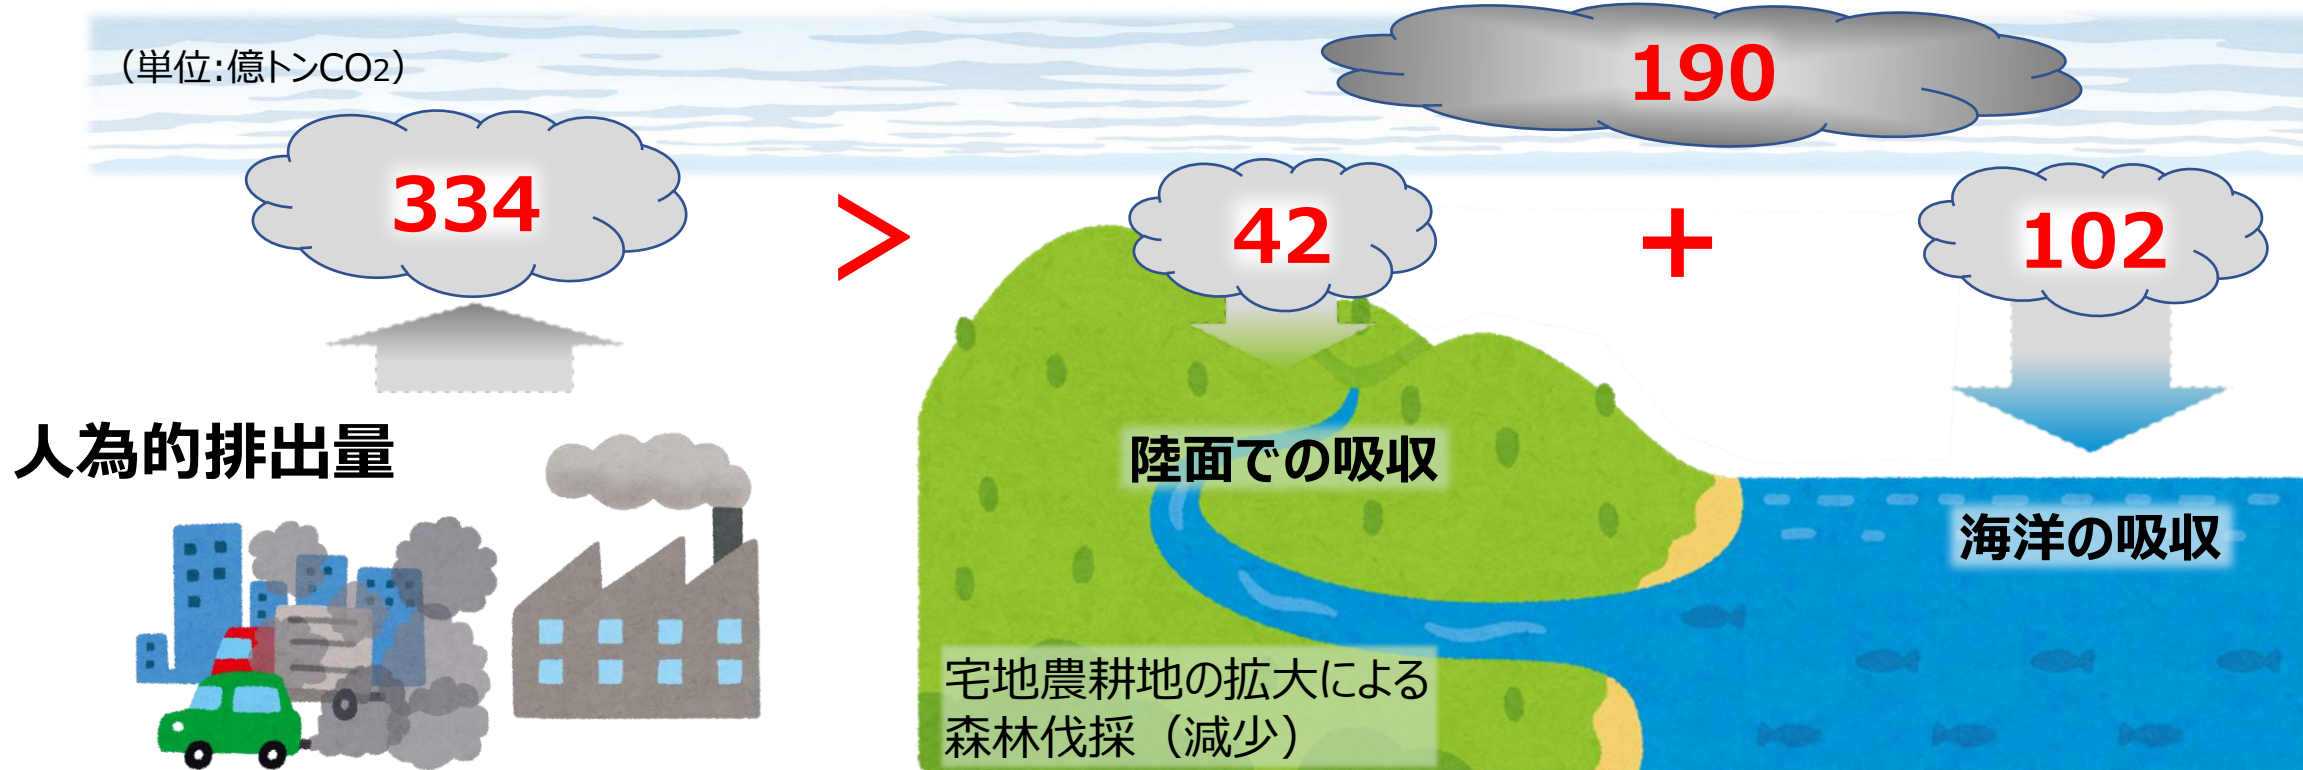 （単位:億トンCO2）
190
334
＞
42
＋
102
人為的排出量
陸面での吸収
海洋の吸収
宅地農耕地の拡大による
森林伐採（減少）